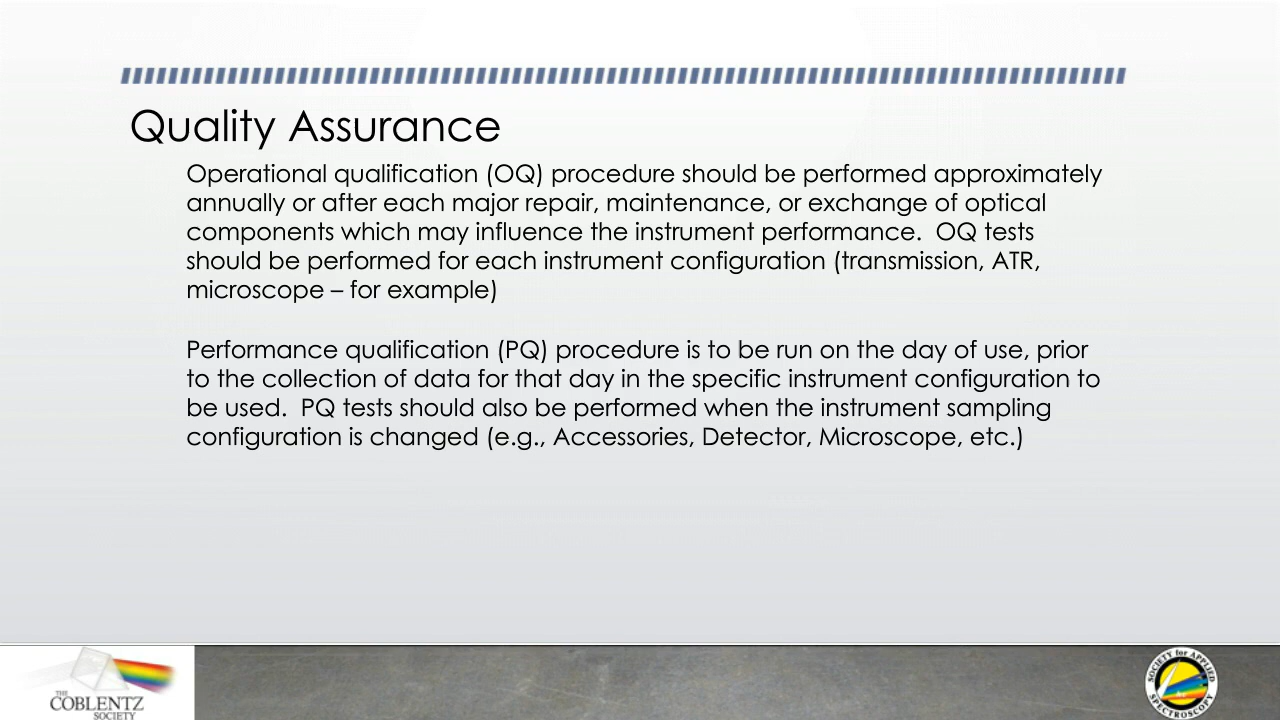 Quality Assurance
Operational qualification (OQ) procedure should be performed approximately
annually or after each major repair, maintenance, or exchange of optical
components which may influence the instrument performance.  OQ tests
should be performed for each instrument configuration (transmission, ATR,
microscope – for example)
Performance qualification (PQ) procedure is to be run on the day of use, prior
to the collection of data for that day in the specific instrument configuration to
be used.  PQ tests should also be performed when the instrument sampling
configuration is changed (e.g., Accessories, Detector, Microscope, etc.)
THE
COBLENTZ
SOCIETY
SOCIETY for APPLIED
SPECTROSCOPY